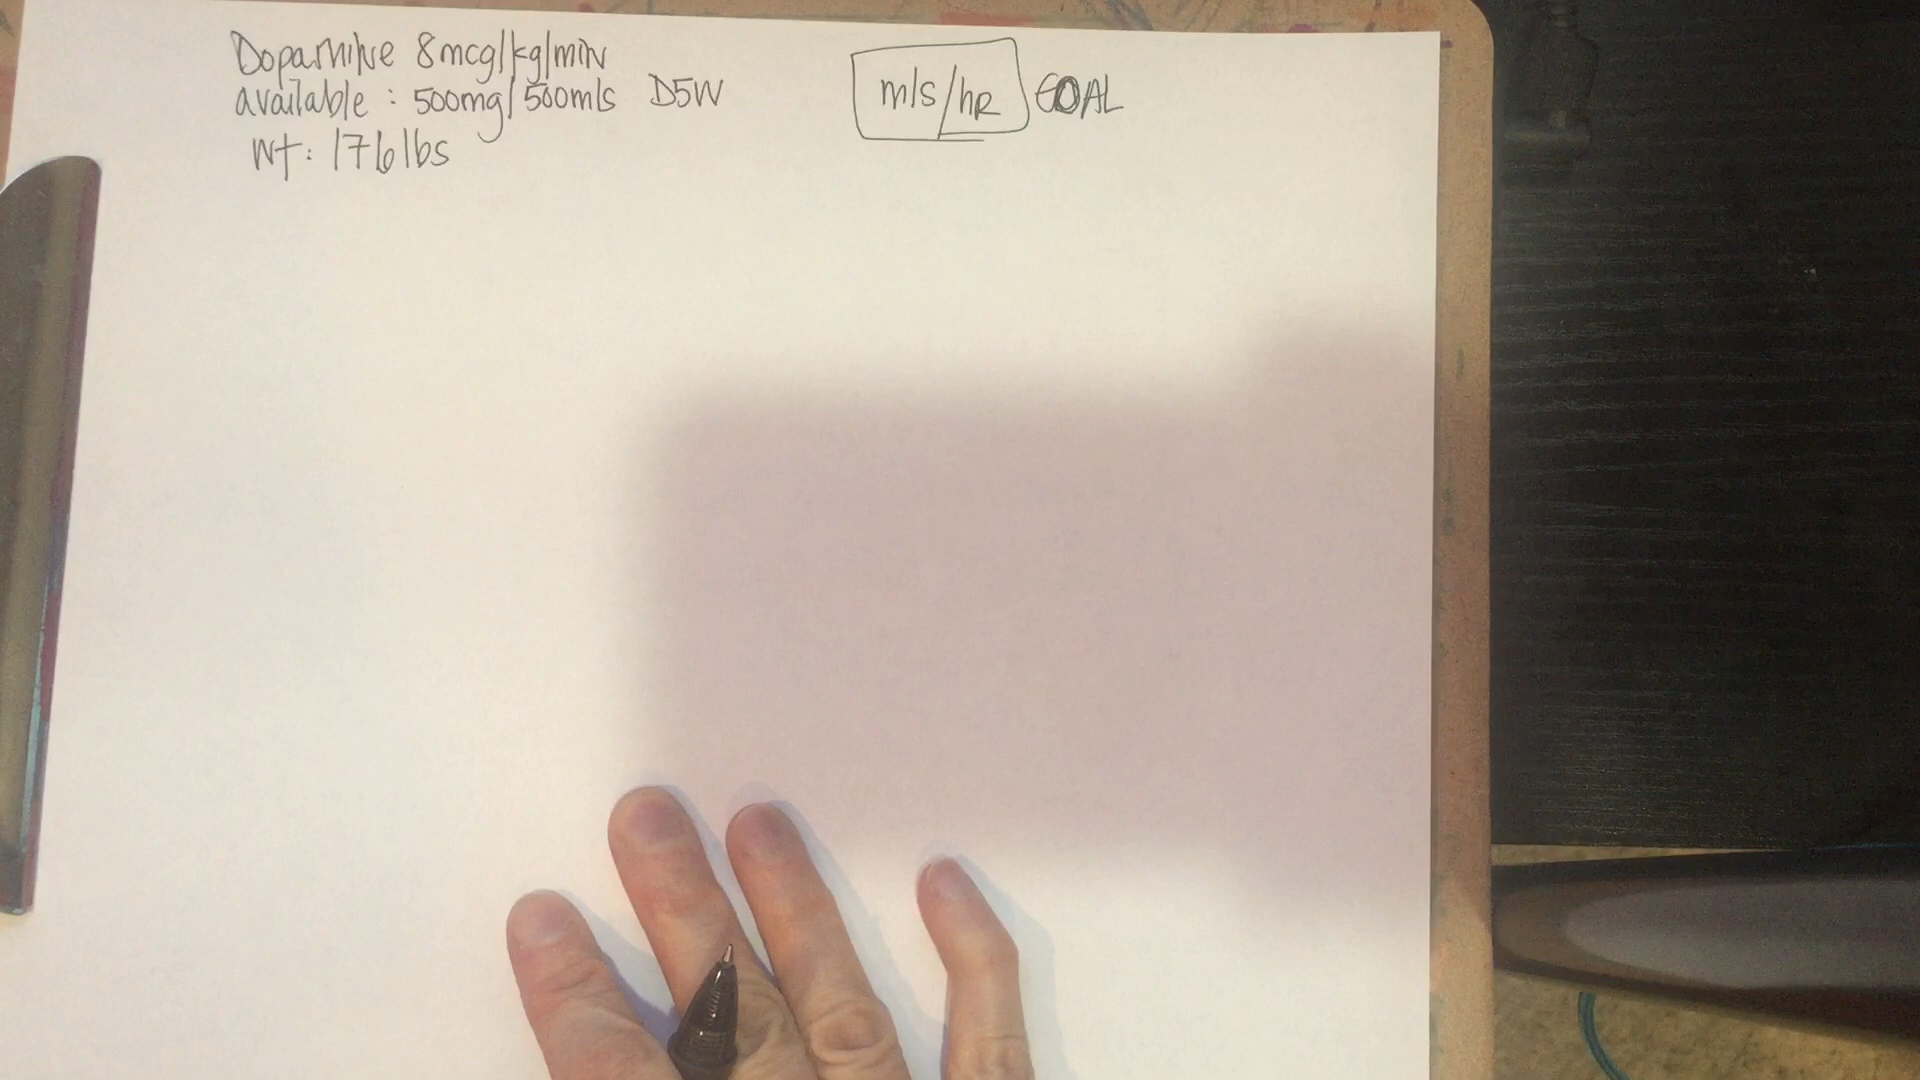 Dopamine 8mcg/kg/min
available : 500mg/500mls D5W
wt: 176lbs
mls/hR GOAL